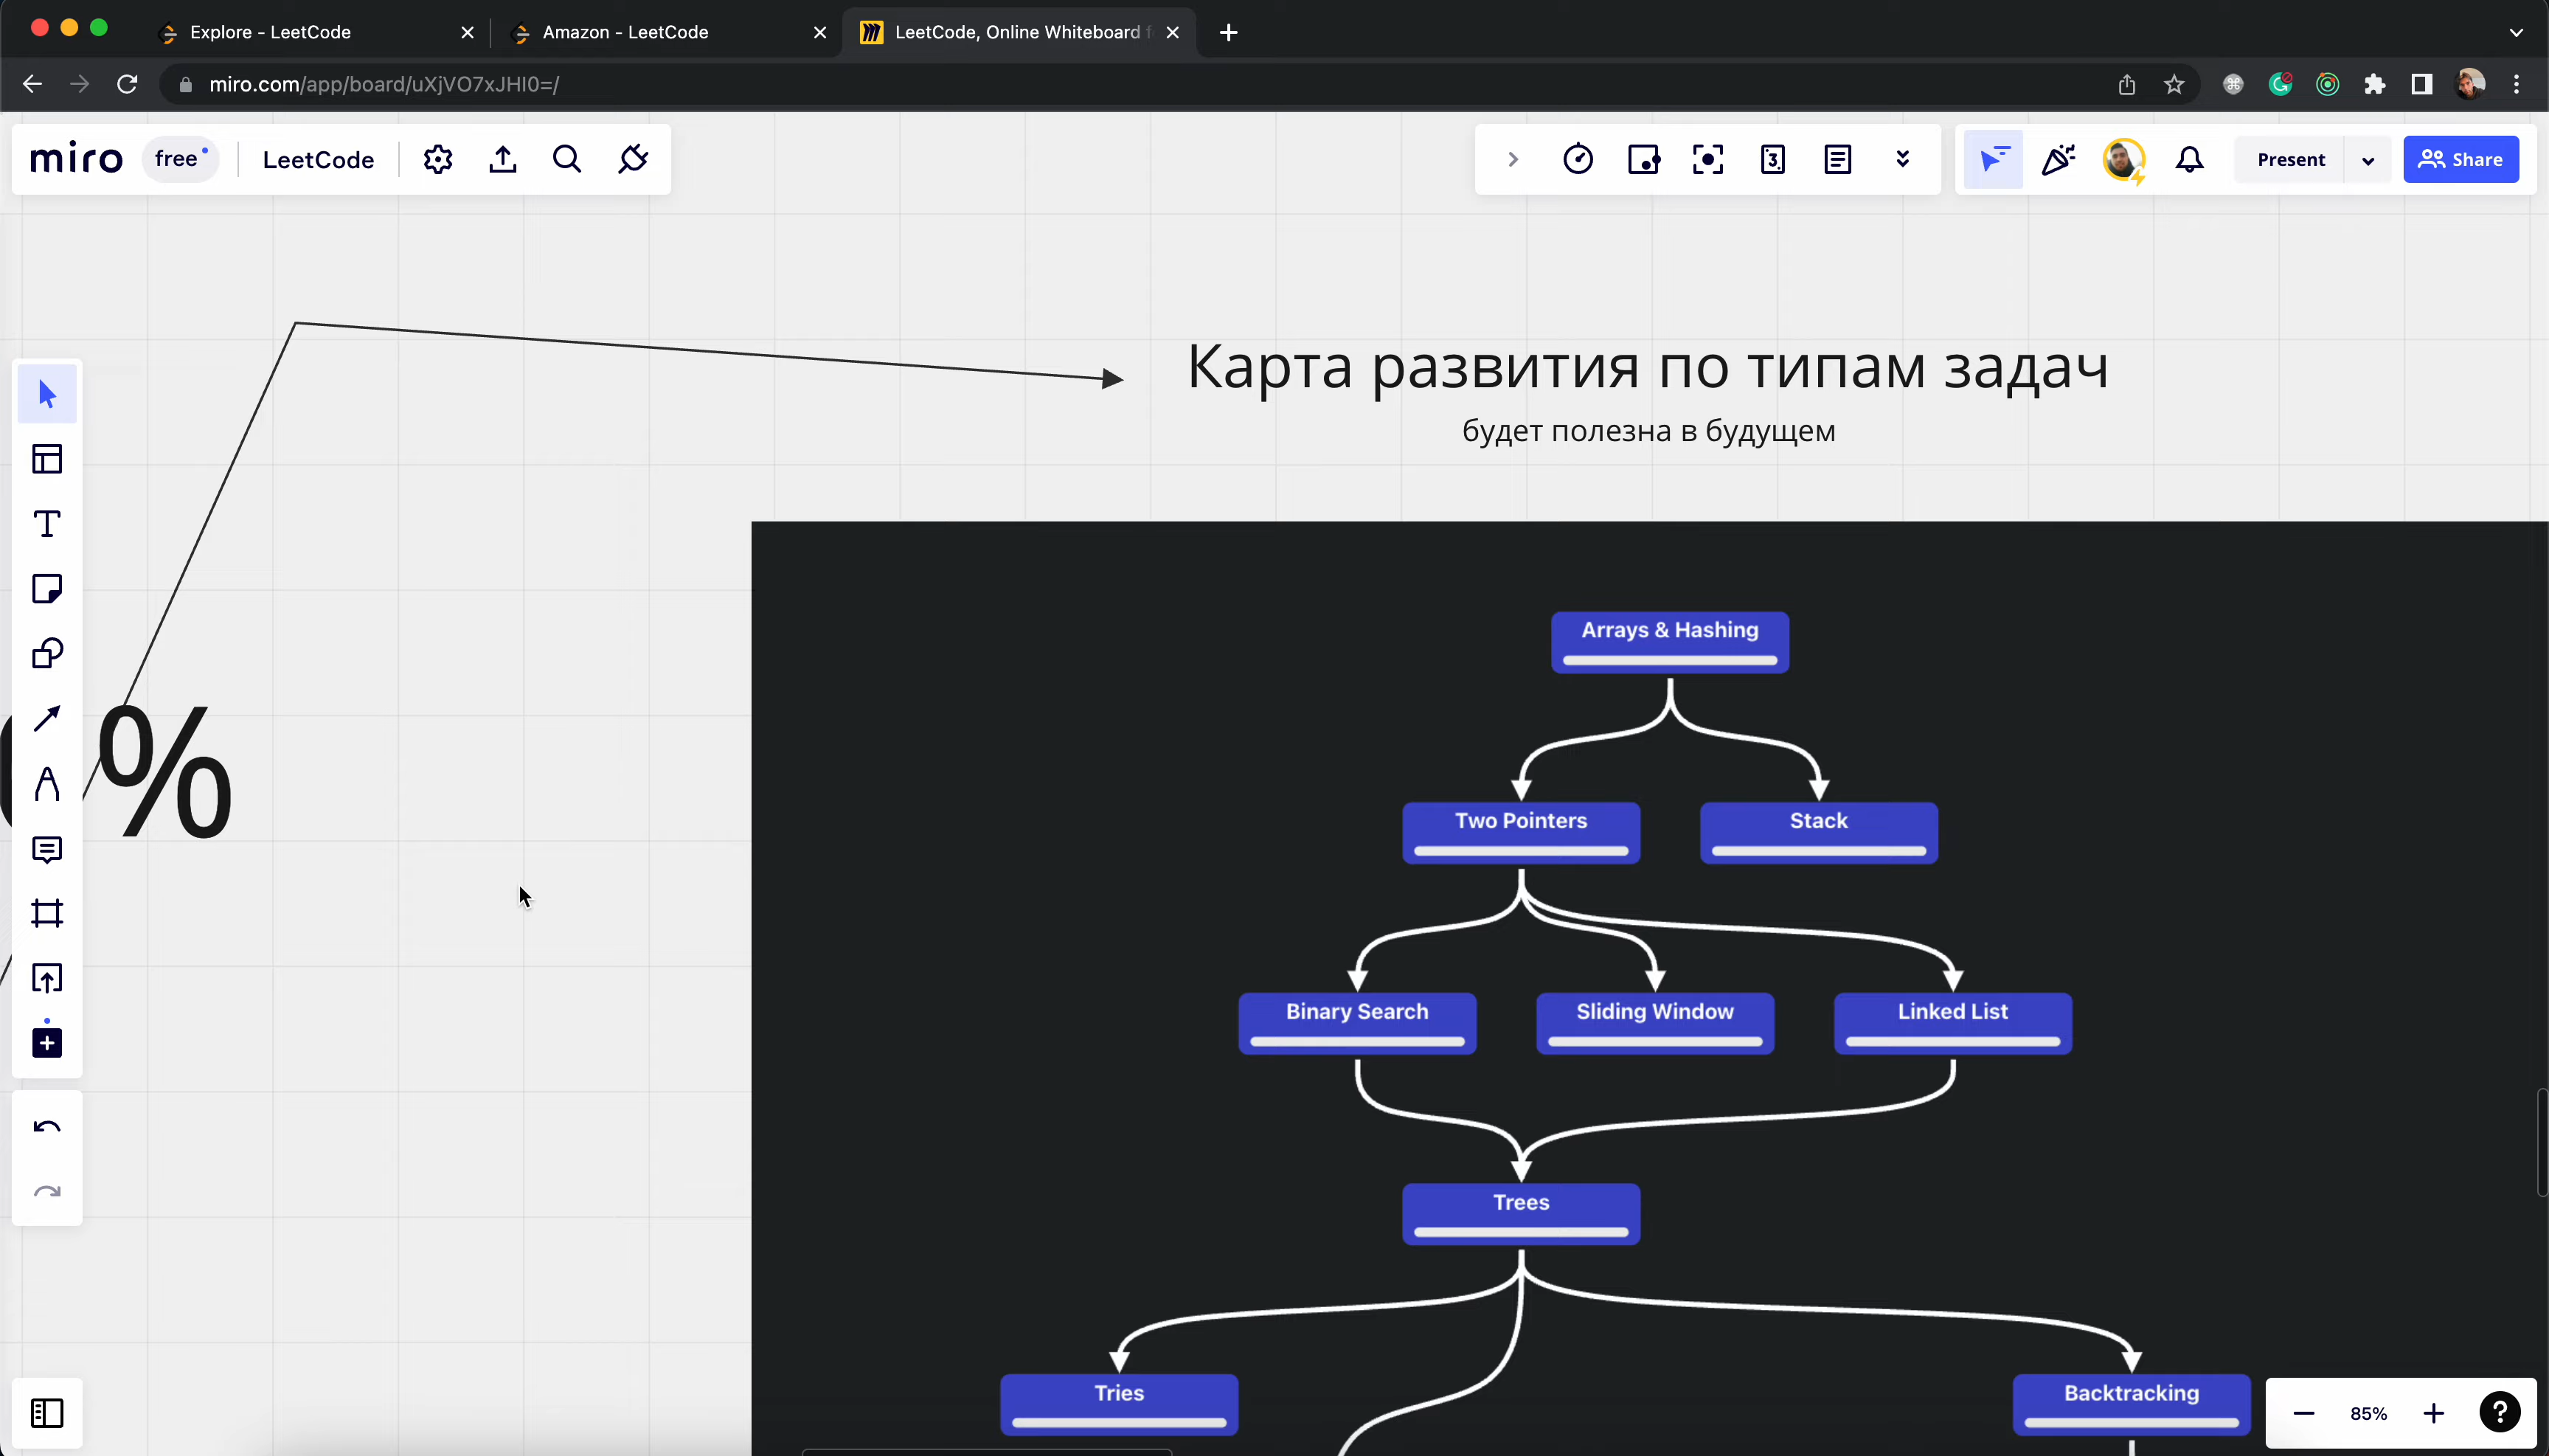 Explore - LeetCode
Amazon - LeetCode
LeetCode, Online Whiteboard
miro.com/app/board/uXjVO7xJHI0=/
miro
free
LeetCode
3
Present
Share
Карта развития по типам задач
будет полезна в будущем
%
Arrays & Hashing
Two Pointers
Stack
Binary Search
Sliding Window
Linked List
Trees
Tries
Backtracking
85%